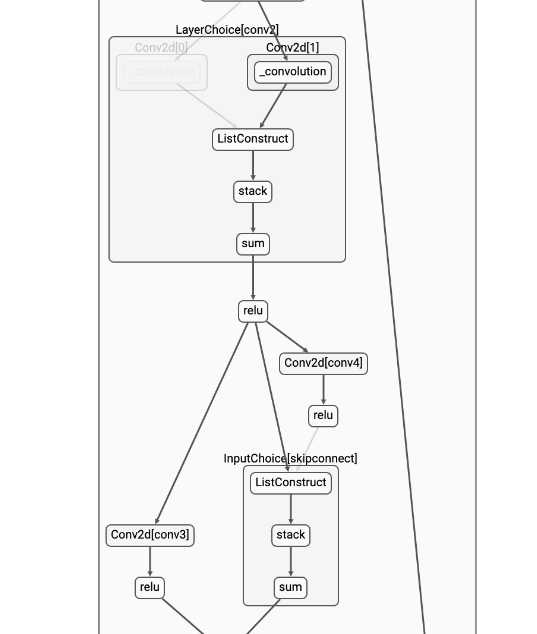 LayerChoice[conv2]
Conv2d[0]
Conv2d[1]
_convolution
_convolution
ListConstruct
stack
sum
relu
Conv2d[conv4]
relu
InputChoice[skipconnect]
ListConstruct
Conv2d[conv3]
stack
relu
sum